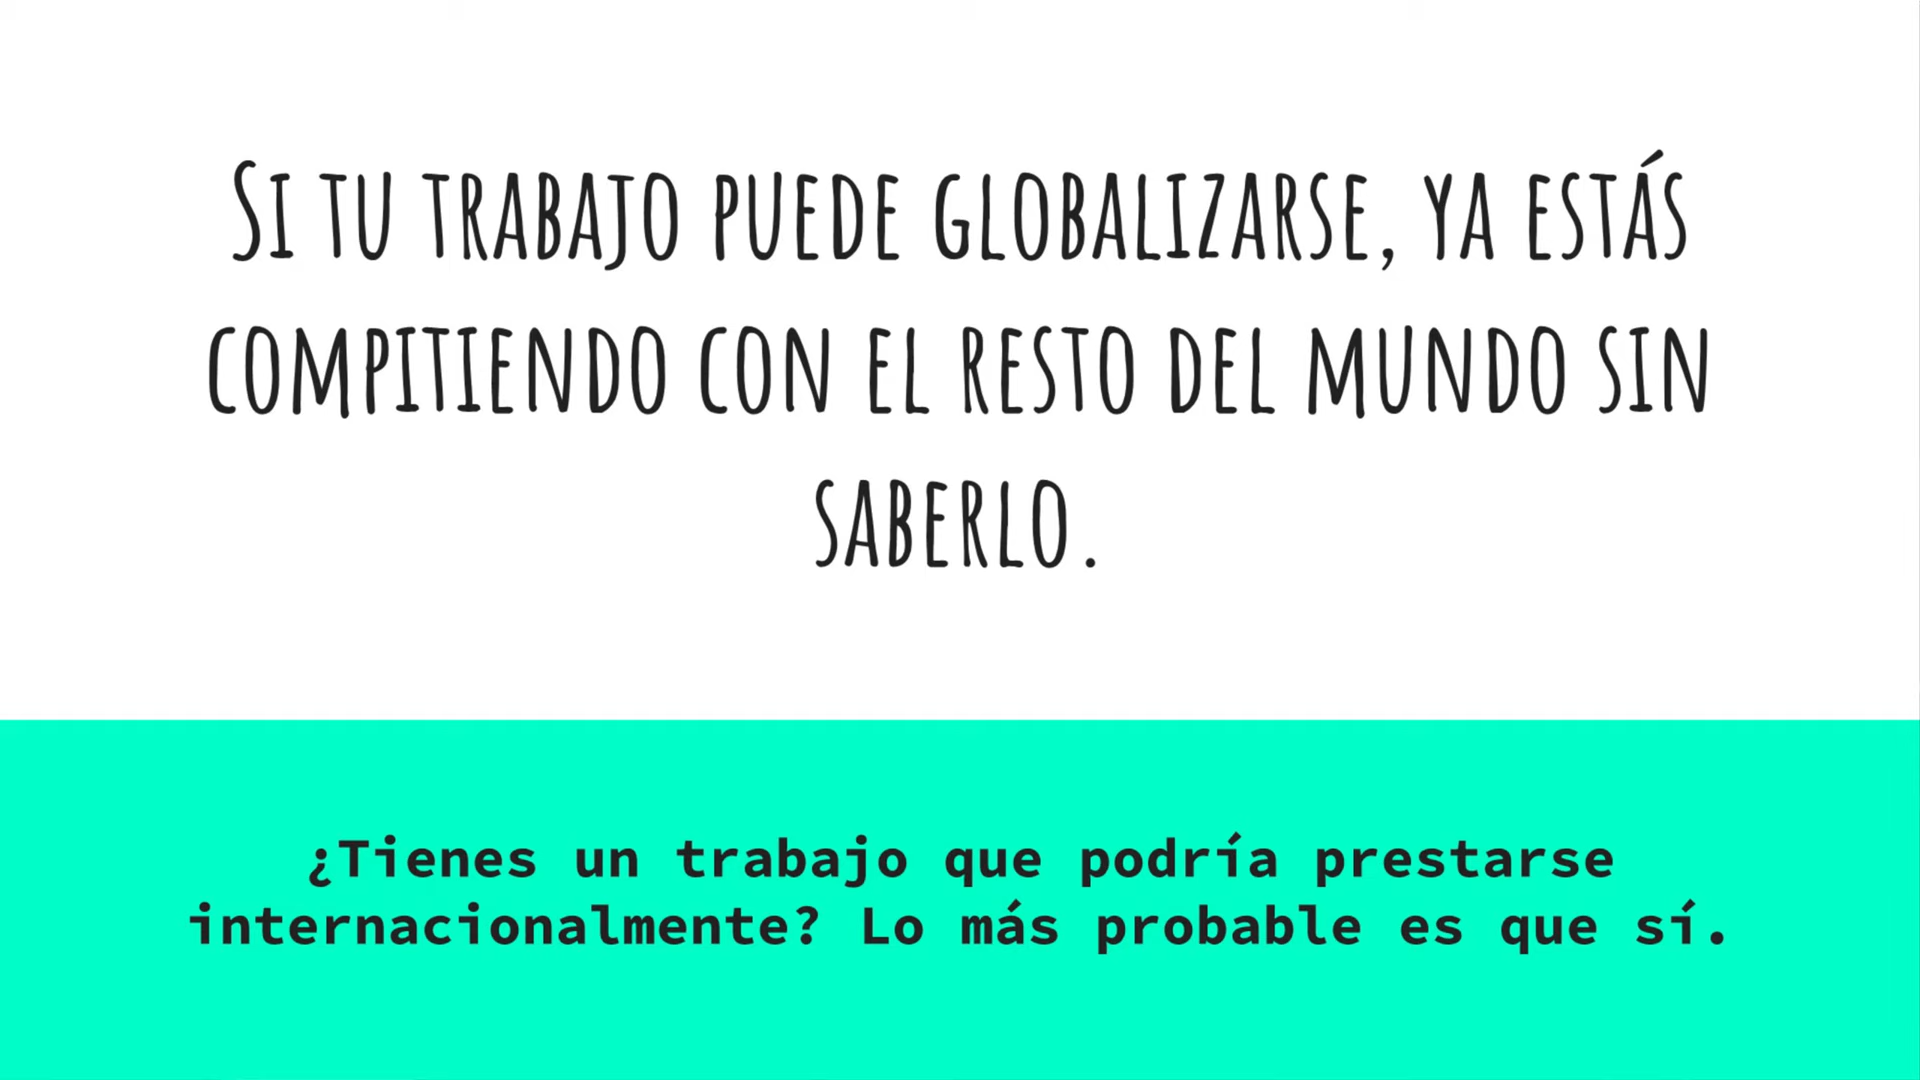 Si tu trabajo puede globalizarse, ya estás
compitiendo con el resto del mundo sin
saberlo.
¿Tienes un trabajo que podría prestarse
internacionalmente? Lo más probable es que sí.